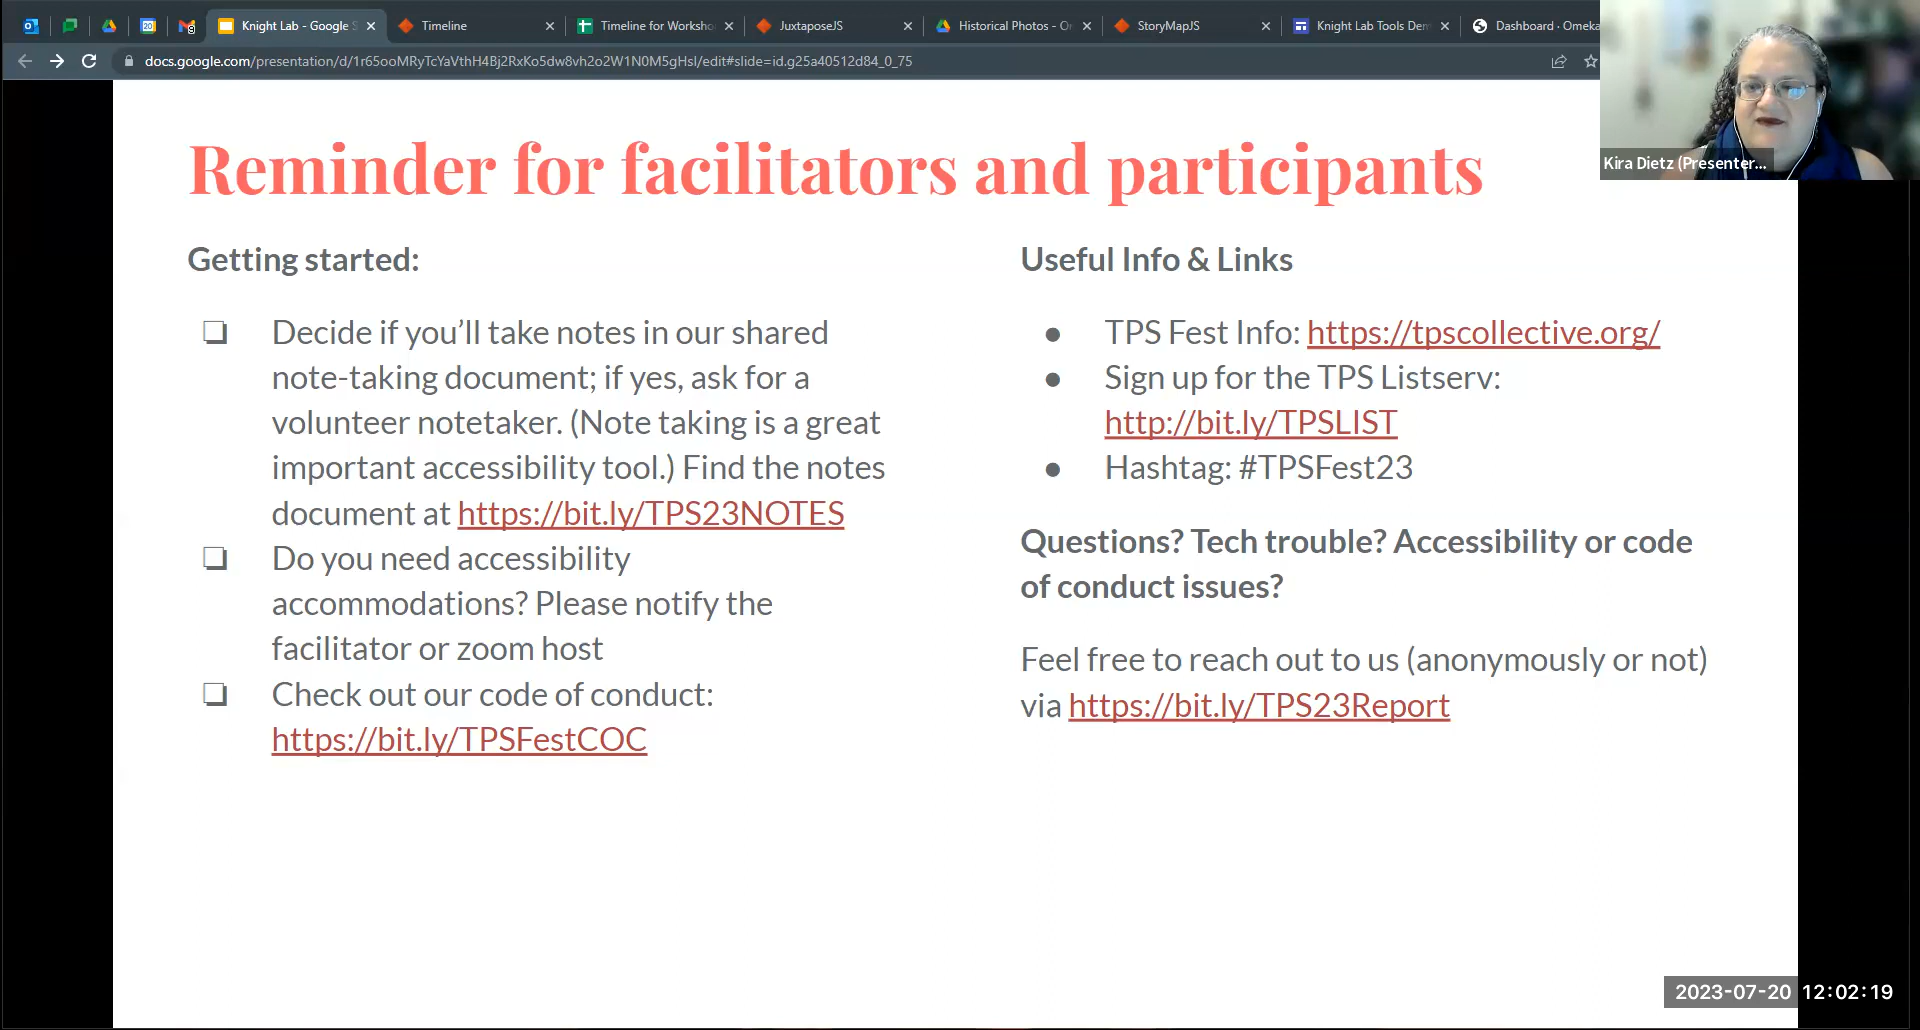 Knight Lab - Google S
Timeline
Timeline for Worksho
JuxtaposeJS
Historical Photos - O
StoryMapJS
Knight Lab Tools Dem
Dashboard · Omeka
docs.google.com/presentation/d/1r65ooMRyTcYaVthH4Bj2RxKo5dw8vh2o2W1N0M5gHsI/edit#slide=id.g25a40512d84_0_75
Kira Dietz (Presenter...
Reminder for facilitators and participants
Getting started:
❏ Decide if you’ll take notes in our shared
note-taking document; if yes, ask for a
volunteer notetaker. (Note taking is a great
important accessibility tool.) Find the notes
document at https://bit.ly/TPS23NOTES
❏ Do you need accessibility
accommodations? Please notify the
facilitator or zoom host
❏ Check out our code of conduct:
https://bit.ly/TPSFestCOC
Useful Info & Links
● TPS Fest Info: https://tpscollective.org/
● Sign up for the TPS Listserv:
http://bit.ly/TPSLIST
● Hashtag: #TPSFest23
Questions? Tech trouble? Accessibility or code
of conduct issues?
Feel free to reach out to us (anonymously or not)
via https://bit.ly/TPS23Report
2023-07-20 12:02:19